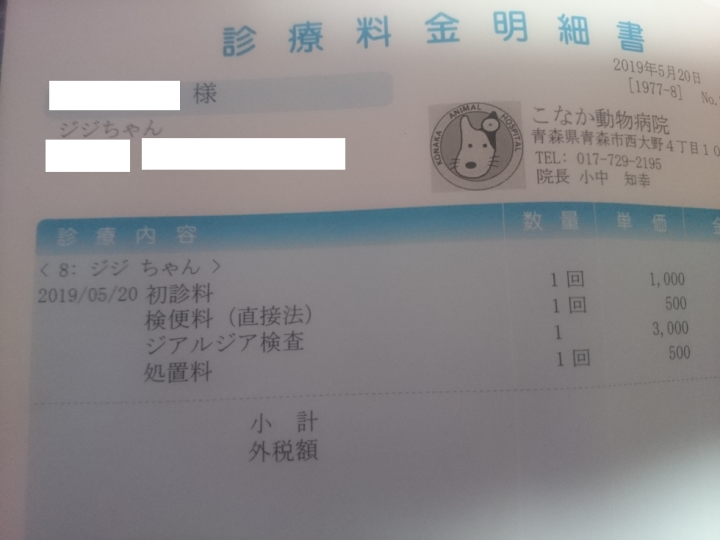 診療料金明細書
2019年5月20日
[1977-8] No.
様
ジジちゃん
KONAKA ANIMAL HOSPITAL
こなか動物病院
青森県青森市西大野4丁目10
TEL: 017-729-2195
院長 小中 知幸
診療内容 数量 単価
< 8: ジジ ちゃん >
2019/05/20 初診料 1回 1,000
検便料 (直接法) 1回 500
ジアルジア検査 1 3,000
処置料 1回 500
小 計
外税額